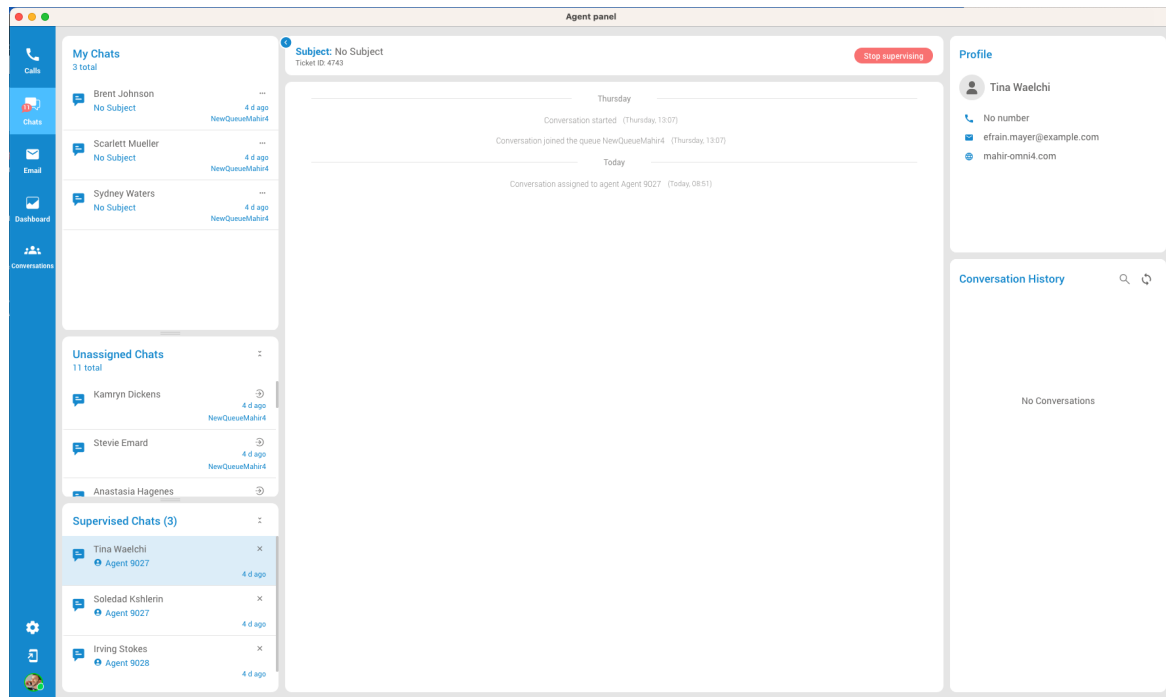 Agent panel
Calls
11
Chats
Email
Dashboard
Conversations
My Chats
3 total
Brent Johnson
No Subject
4 d ago
NewQueueMahir4
Scarlett Mueller
No Subject
4 d ago
NewQueueMahir4
Sydney Waters
No Subject
4 d ago
NewQueueMahir4
Unassigned Chats
11 total
Kamryn Dickens
4 d ago
NewQueueMahir4
Stevie Emard
4 d ago
NewQueueMahir4
Anastasia Hagenes
Supervised Chats (3)
Tina Waelchi
Agent 9027
4 d ago
Soledad Kshlerin
Agent 9027
4 d ago
Irving Stokes
Agent 9028
4 d ago
Subject: No Subject
Ticket ID: 4743
Stop supervising
Thursday
Conversation started (Thursday, 13:07)
Conversation joined the queue NewQueueMahir4 (Thursday, 13:07)
Today
Conversation assigned to agent Agent 9027 (Today, 08:51)
Profile
Tina Waelchi
No number
efrain.mayer@example.com
mahir-omni4.com
Conversation History
No Conversations